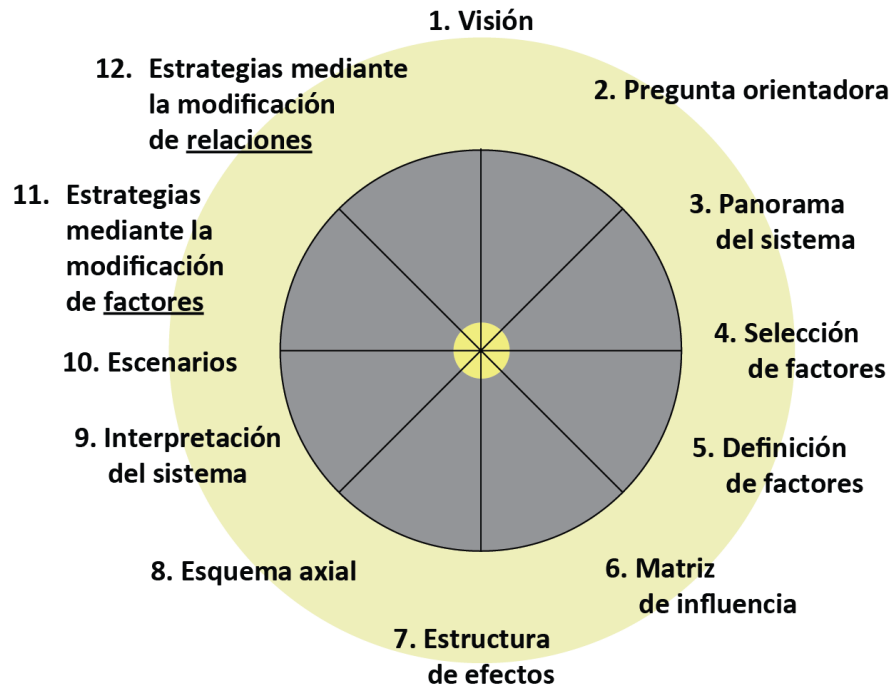 1. Visión
2. Pregunta orientadora
3. Panorama
del sistema
4. Selección
de factores
5. Definición
de factores
6. Matriz
de influencia
7. Estructura
de efectos
8. Esquema axial
9. Interpretación
del sistema
10. Escenarios
11. Estrategias
mediante la
modificación
de factores
12. Estrategias mediante
la modificación
de relaciones